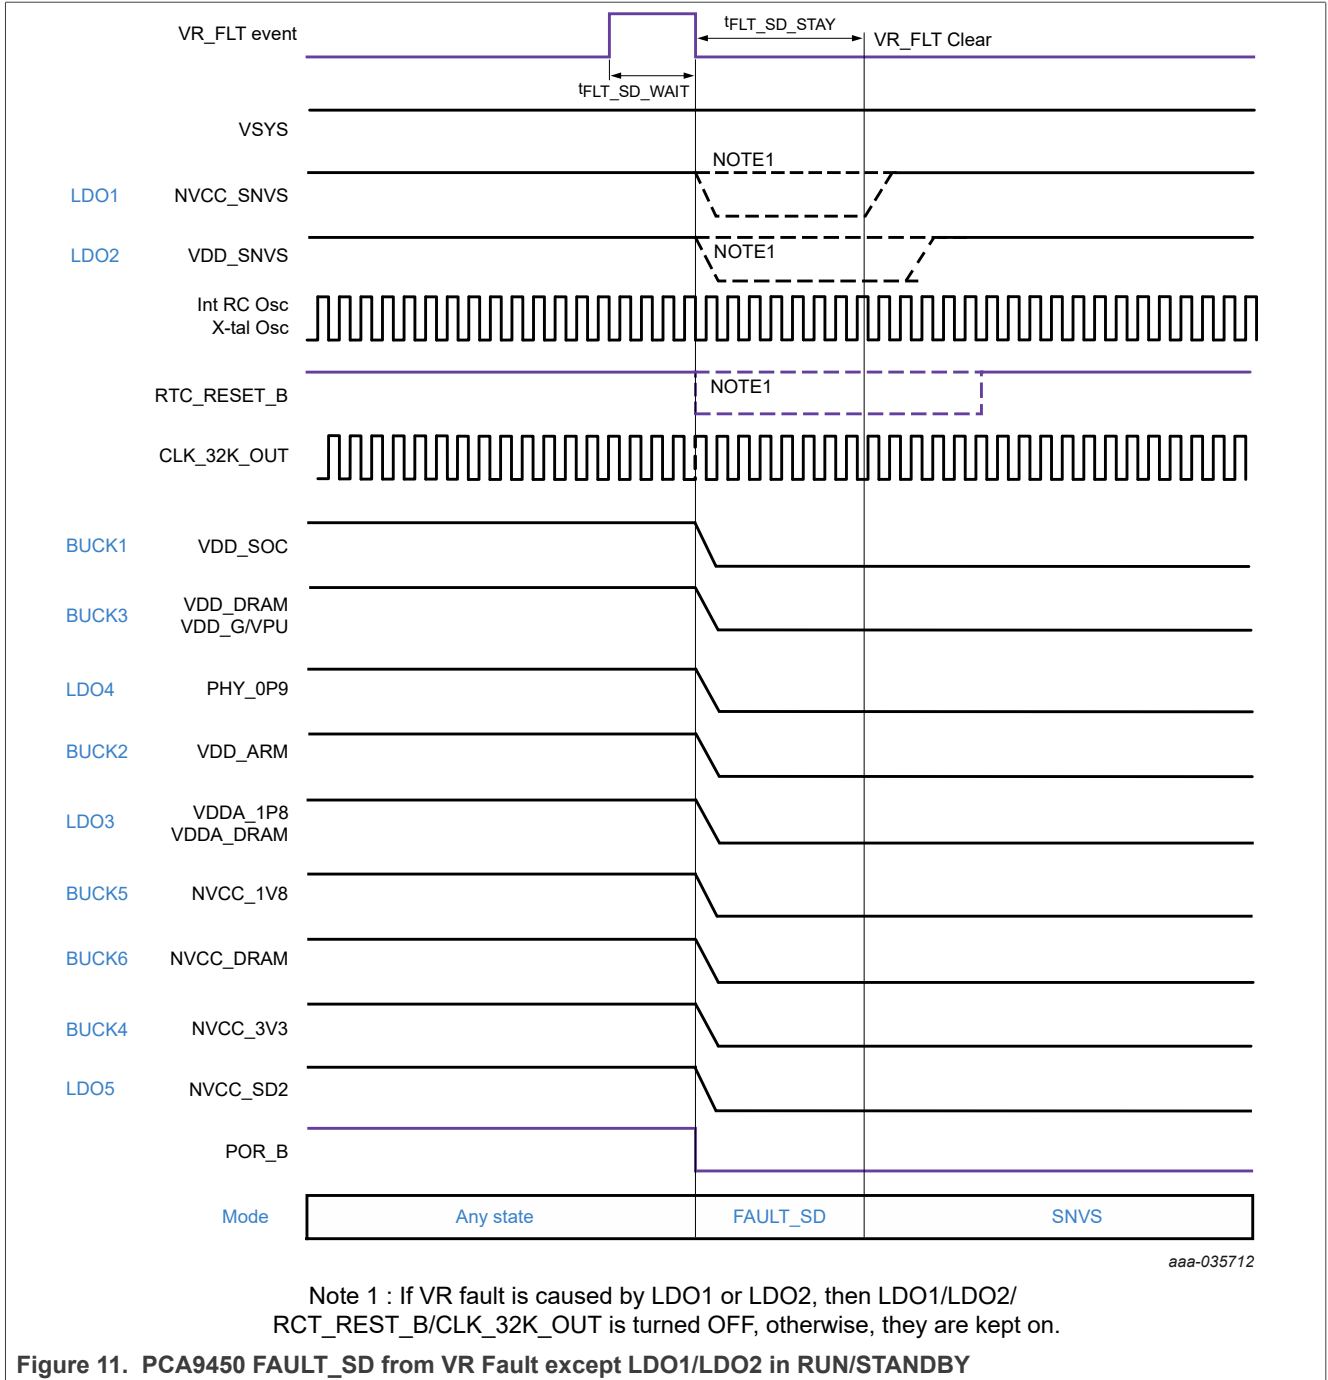 VR_FLT event
tFLT_SD_STAY
VR_FLT Clear
tFLT_SD_WAIT
VSYS
NOTE1
LDO1 NVCC_SNVS
NOTE1
LDO2 VDD_SNVS
Int RC Osc
X-tal Osc
NOTE1
RTC_RESET_B
CLK_32K_OUT
BUCK1 VDD_SOC
BUCK3 VDD_DRAM
VDD_G/VPU
LDO4 PHY_0P9
BUCK2 VDD_ARM
LDO3 VDDA_1P8
VDDA_DRAM
BUCK5 NVCC_1V8
BUCK6 NVCC_DRAM
BUCK4 NVCC_3V3
LDO5 NVCC_SD2
POR_B
Mode Any state FAULT_SD SNVS
aaa-035712
Note 1 : If VR fault is caused by LDO1 or LDO2, then LDO1/LDO2/
RCT_REST_B/CLK_32K_OUT is turned OFF, otherwise, they are kept on.
Figure 11. PCA9450 FAULT_SD from VR Fault except LDO1/LDO2 in RUN/STANDBY